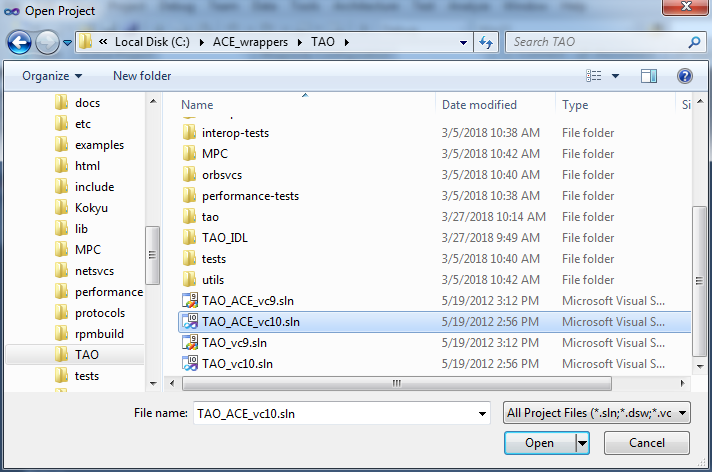 Open Project
« Local Disk (C:) ACE_wrappers TAO Search TAO
Organize New folder
Name Date modified Type Si
docs
etc
examples
html
include
Kokyu
lib
MPC
netsvcs
performance
protocols
rpmbuild
TAO
tests
interop-tests 3/5/2018 10:38 AM File folder
MPC 3/5/2018 10:42 AM File folder
orbsvcs 3/5/2018 10:40 AM File folder
performance-tests 3/5/2018 10:38 AM File folder
tao 3/27/2018 10:14 AM File folder
TAO_IDL 3/27/2018 9:49 AM File folder
tests 3/5/2018 10:40 AM File folder
utils 3/5/2018 10:42 AM File folder
TAO_ACE_vc9.sln 5/19/2012 3:12 PM Microsoft Visual S...
TAO_ACE_vc10.sln 5/19/2012 2:56 PM Microsoft Visual S...
TAO_vc9.sln 5/19/2012 3:12 PM Microsoft Visual S...
TAO_vc10.sln 5/19/2012 2:56 PM Microsoft Visual S...
File name: TAO_ACE_vc10.sln All Project Files (*.sln;*.dsw;*.vc
Open Cancel